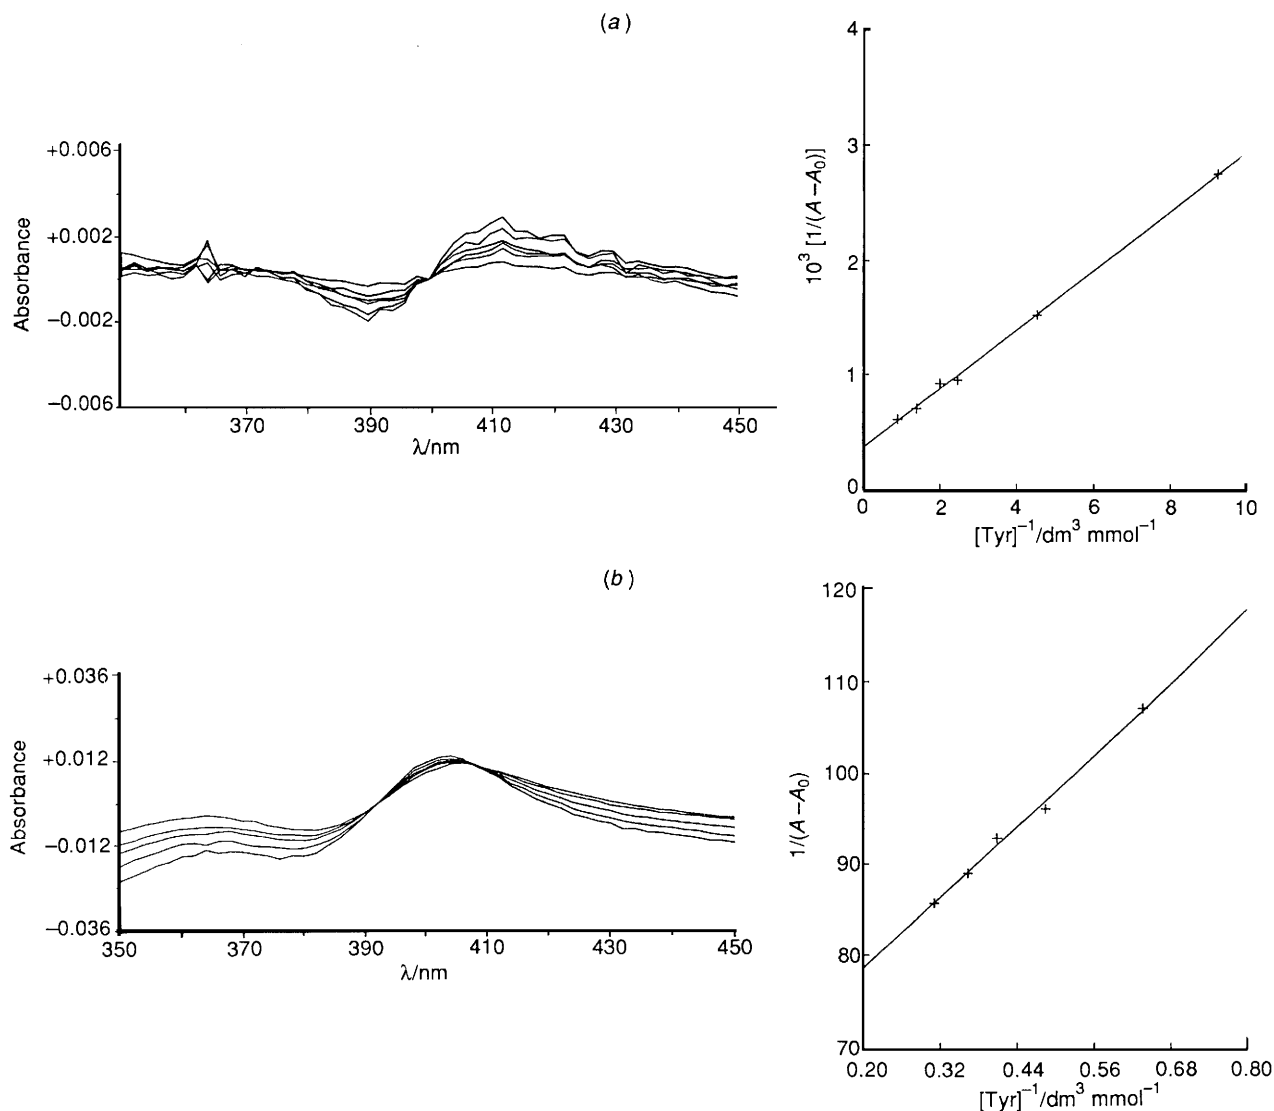 (a)
+0.006
+0.002
−0.002
−0.006
Absorbance
370 390 410 430 450
λ/nm
4
3
2
1
0
10³ [1/(A −A₀)]
0 2 4 6 8 10
[Tyr]⁻¹/dm³ mmol⁻¹
(b)
+0.036
+0.012
−0.012
−0.036
Absorbance
350 370 390 410 430 450
λ/nm
120
110
100
90
80
70
1/(A −A₀)
0.20 0.32 0.44 0.56 0.68 0.80
[Tyr]⁻¹/dm³ mmol⁻¹